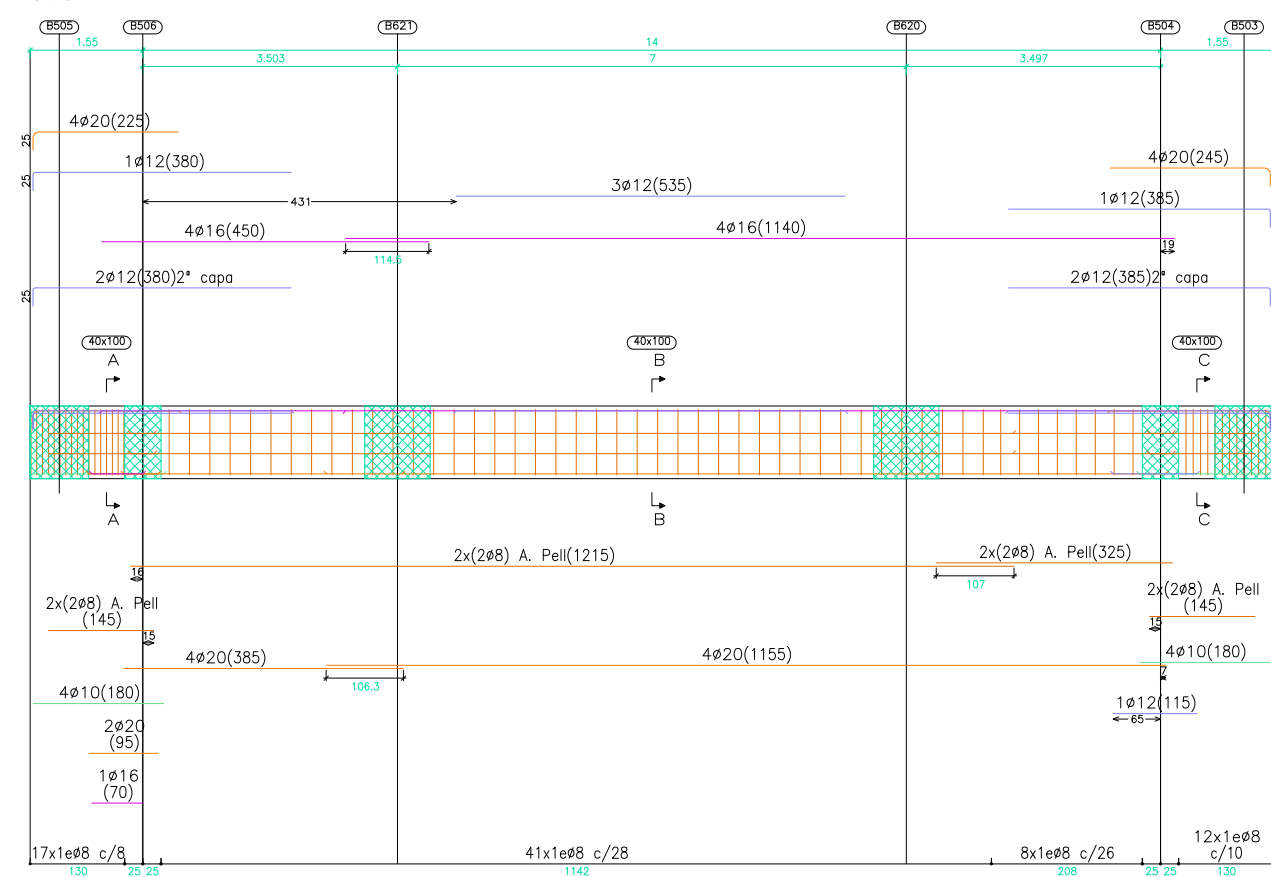 B505 B506 B621 B620 B504 B503
1.55 14 1.55
3.503 7 3.497
4ø20(225)
25
1ø12(380)
25
4ø20(245)
3ø12(535)
431
1ø12(385)
4ø16(450)
4ø16(1140)
114.5
19
2ø12(380)2ª capa
25
2ø12(385)2ª capa
40x100 40x100 40x100
A B C
A B C
2x(2ø8) A. Pell(1215)
16
2x(2ø8) A. Pell(325)
107
2x(2ø8) A. Pell
(145)
15
2x(2ø8) A. Pell
(145)
15
4ø20(385)
4ø20(1155)
106.3
7
4ø10(180)
4ø10(180)
1ø12(115)
65
2ø20
(95)
1ø16
(70)
17x1eø8 c/8 41x1eø8 c/28 8x1eø8 c/26
12x1eø8
c/10
130 25 25 1142 208 25 25 130